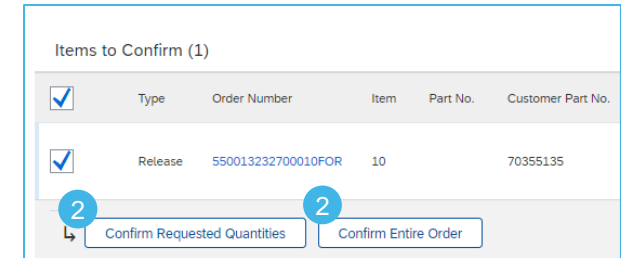 Items to Confirm (1)
Type Order Number Item Part No. Customer Part No.
Release 550013232700010FOR 10 70355135
2 2
Confirm Requested Quantities Confirm Entire Order